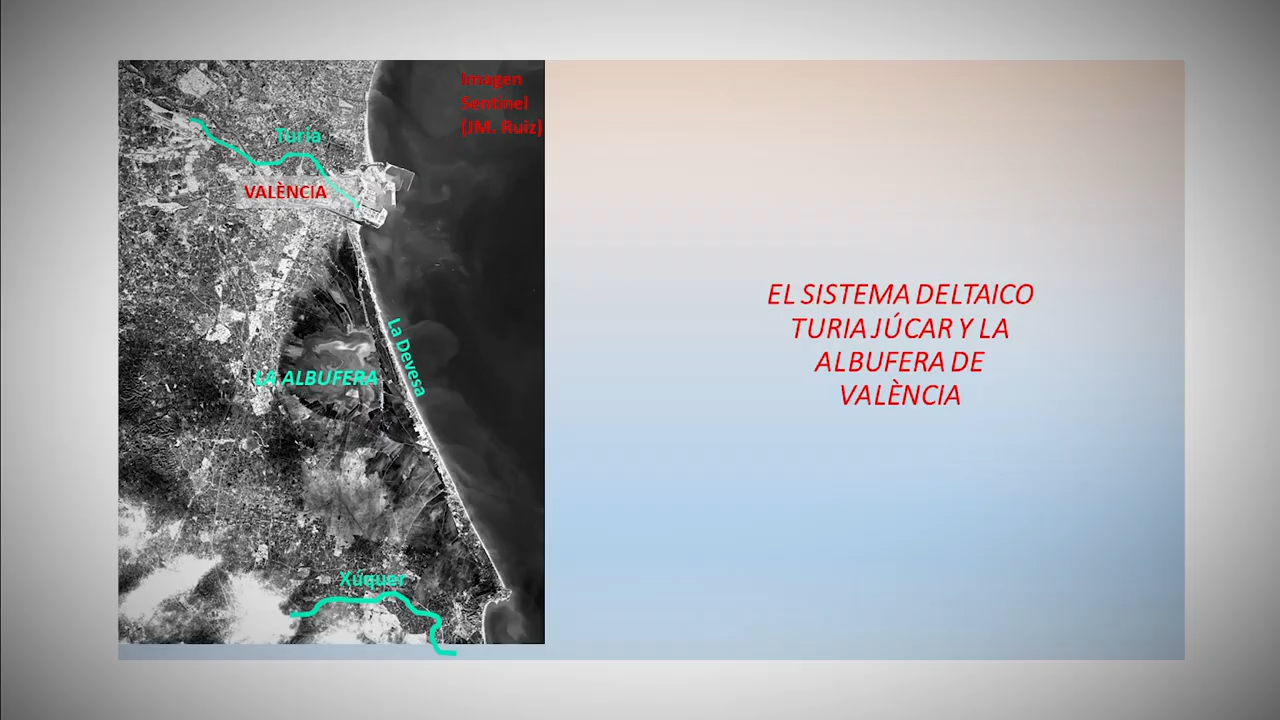 Imagen
Sentinel
(JM. Ruiz)
Turia
VALÈNCIA
La Devesa
LA ALBUFERA
Xúquer
EL SISTEMA DELTAICO
TURIA JÚCAR Y LA
ALBUFERA DE
VALÈNCIA